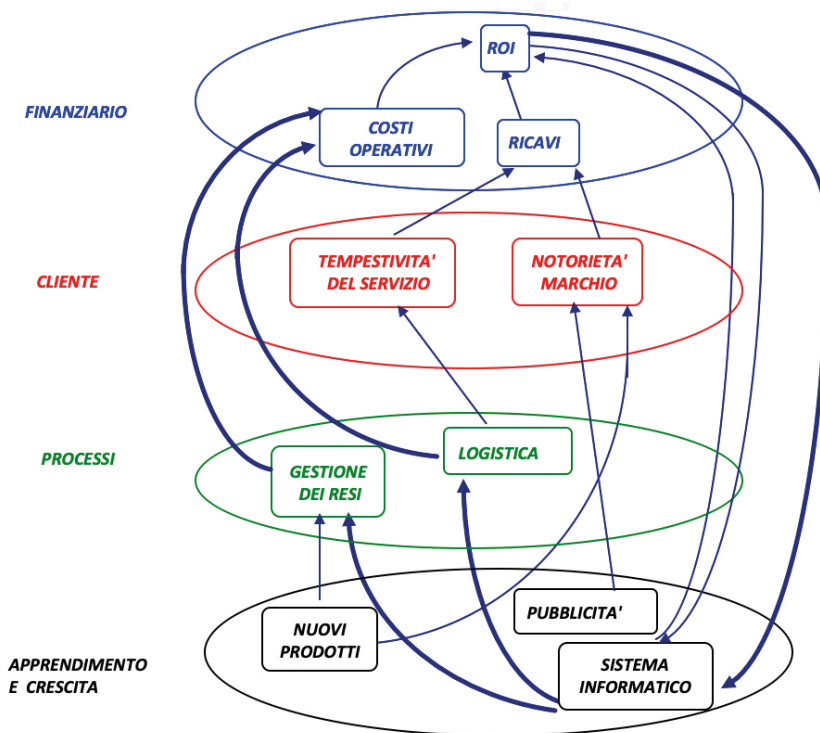 ROI
FINANZIARIO
COSTI
OPERATIVI
RICAVI
CLIENTE
TEMPESTIVITA'
DEL SERVIZIO
NOTORIETA'
MARCHIO
PROCESSI
GESTIONE
DEI RESI
LOGISTICA
APPRENDIMENTO
E CRESCITA
NUOVI
PRODOTTI
PUBBLICITA'
SISTEMA
INFORMATICO